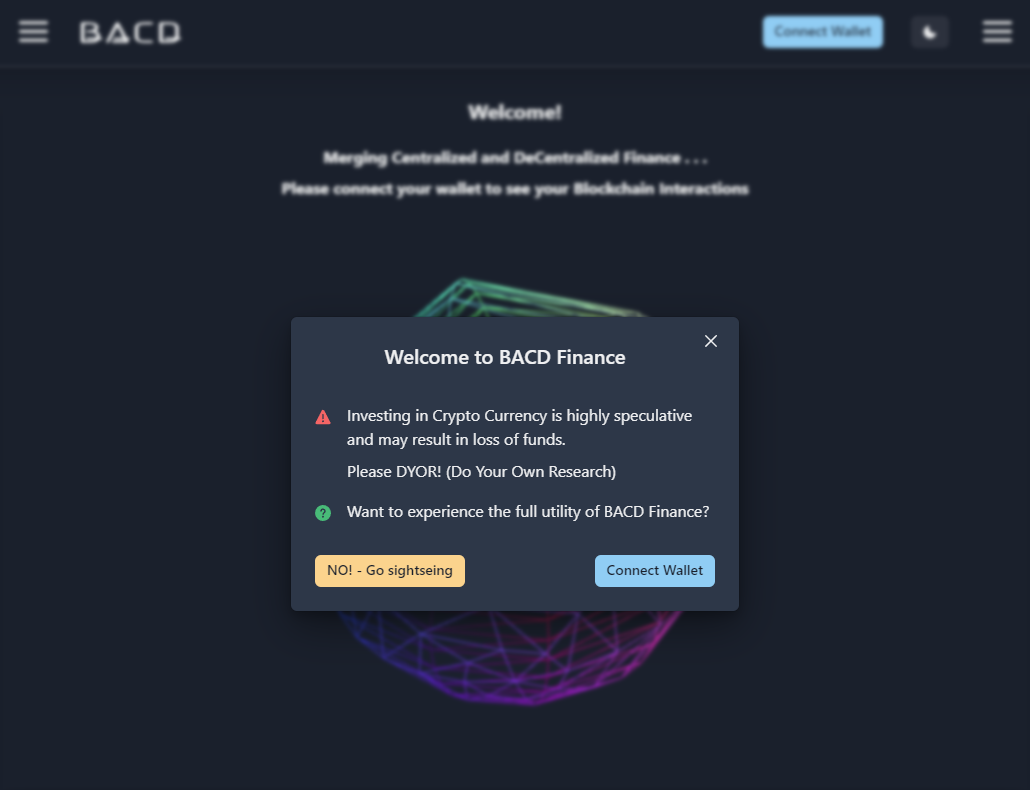 BACD
Connect Wallet
Welcome!
Merging Centralized and DeCentralized Finance . . .
Please connect your wallet to see your Blockchain Interactions
Welcome to BACD Finance
Investing in Crypto Currency is highly speculative
and may result in loss of funds.
Please DYOR! (Do Your Own Research)
Want to experience the full utility of BACD Finance?
NO! - Go sightseing
Connect Wallet